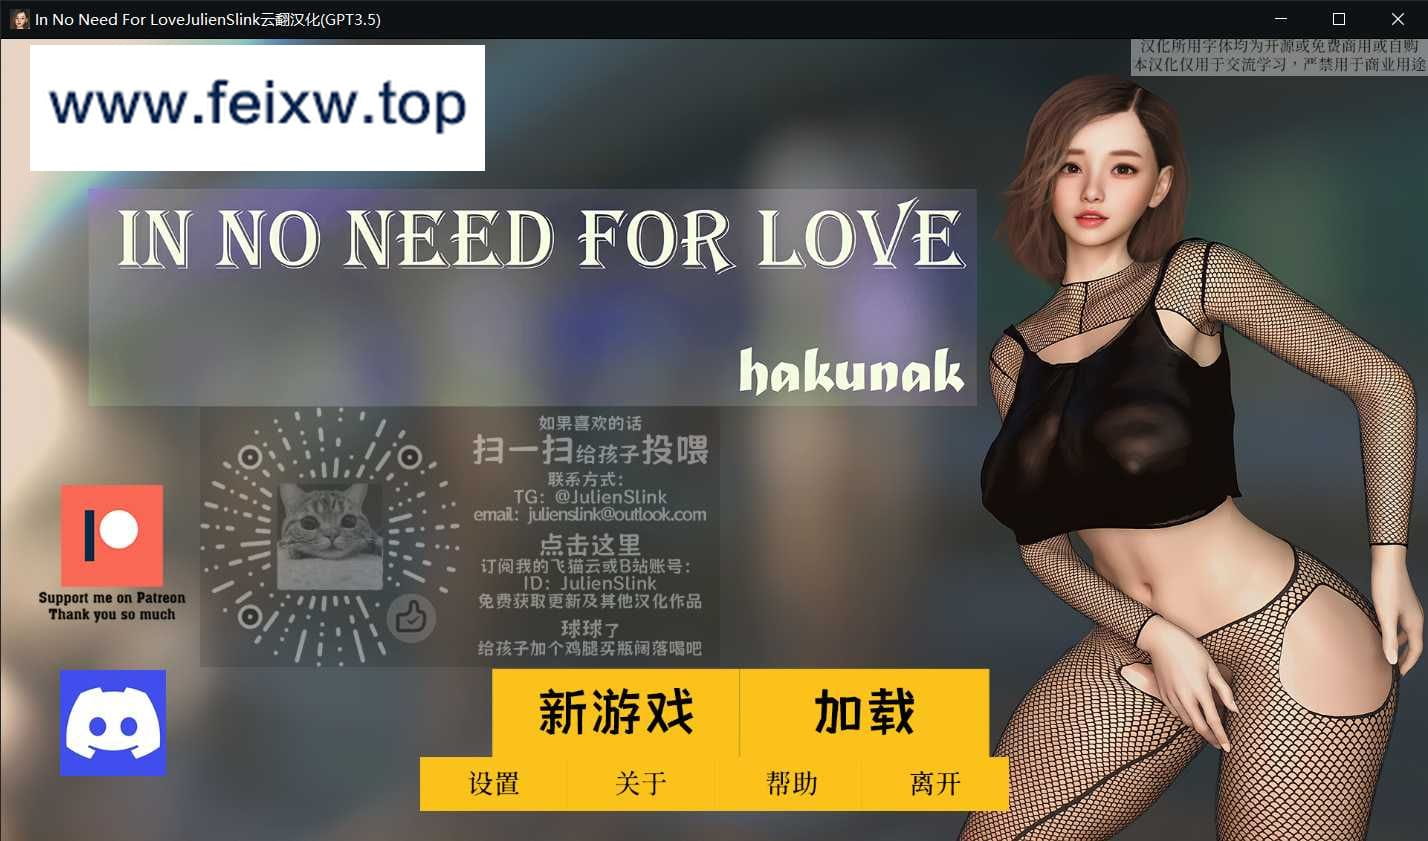 In No Need For LoveJulienSlink云翻汉化(GPT3.5)
汉化所用字体均为开源或免费商用或自购
本汉化仅用于交流学习，严禁用于商业用途
www.feixw.top
IN NO NEED FOR LOVE
hakunak
如果喜欢的话
扫一扫给孩子投喂
联系方式：
TG：@JulienSlink
email：julienslink@outlook.com
点击这里
订阅我的飞猫云或B站账号：
ID：JulienSlink
免费获取更新及其他汉化作品
球球了
给孩子加个鸡腿买瓶阔落喝吧
Support me on Patreon
Thank you so much
新游戏 加载
设置 关于 帮助 离开